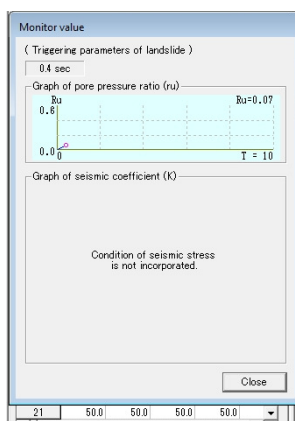 Monitor value
( Triggering parameters of landslide )
0.4 sec
Graph of pore pressure ratio (ru)
Ru
Ru=0.07
0.6
0.0
0
T = 10
Graph of seismic coefficient (K)
Condition of seismic stress
is not incorporated.
Close
21 50.0 50.0 50.0 50.0